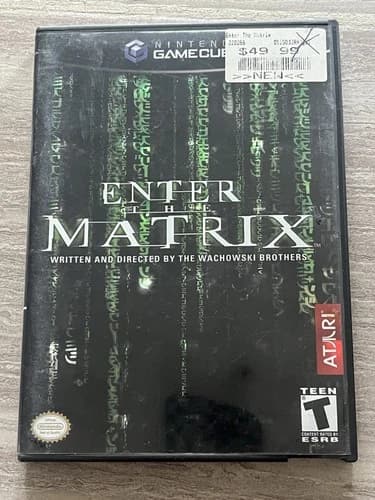 NINTENDO
GAMECUBE
Enter The Matrix
$49.99
>>NEW<<
ENTER
THE
MATRIX™
WRITTEN AND DIRECTED BY THE WACHOWSKI BROTHERS
ATARI
TEEN
T
CONTENT RATED BY
ESRB